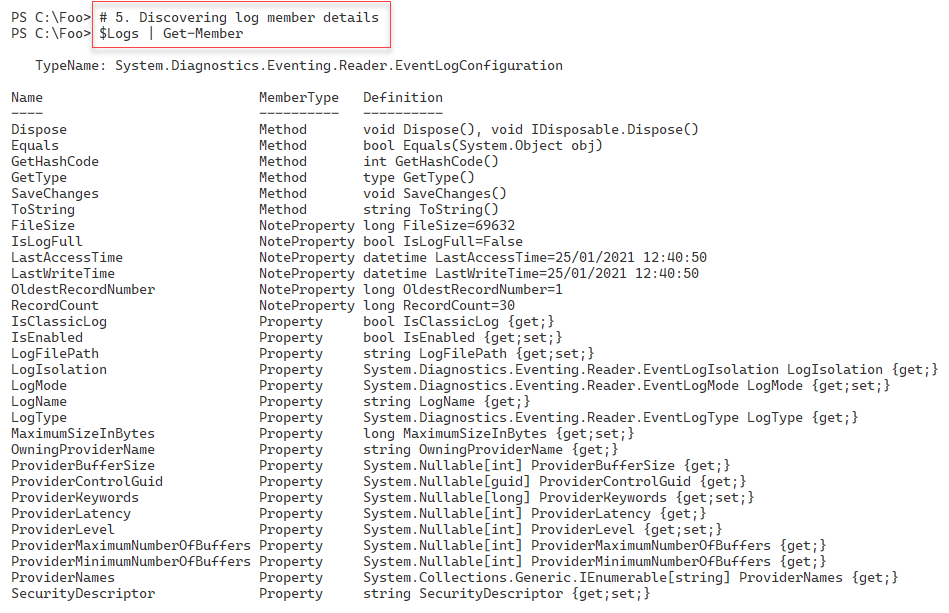 PS C:\Foo> # 5. Discovering log member details
PS C:\Foo> $Logs | Get-Member
TypeName: System.Diagnostics.Eventing.Reader.EventLogConfiguration
Name MemberType Definition
---- ---------- ----------
Dispose Method void Dispose(), void IDisposable.Dispose()
Equals Method bool Equals(System.Object obj)
GetHashCode Method int GetHashCode()
GetType Method type GetType()
SaveChanges Method void SaveChanges()
ToString Method string ToString()
FileSize NoteProperty long FileSize=69632
IsLogFull NoteProperty bool IsLogFull=False
LastAccessTime NoteProperty datetime LastAccessTime=25/01/2021 12:40:50
LastWriteTime NoteProperty datetime LastWriteTime=25/01/2021 12:40:50
OldestRecordNumber NoteProperty long OldestRecordNumber=1
RecordCount NoteProperty long RecordCount=30
IsClassicLog Property bool IsClassicLog {get;}
IsEnabled Property bool IsEnabled {get;set;}
LogFilePath Property string LogFilePath {get;set;}
LogIsolation Property System.Diagnostics.Eventing.Reader.EventLogIsolation LogIsolation {get;}
LogMode Property System.Diagnostics.Eventing.Reader.EventLogMode LogMode {get;set;}
LogName Property string LogName {get;}
LogType Property System.Diagnostics.Eventing.Reader.EventLogType LogType {get;}
MaximumSizeInBytes Property long MaximumSizeInBytes {get;set;}
OwningProviderName Property string OwningProviderName {get;}
ProviderBufferSize Property System.Nullable[int] ProviderBufferSize {get;}
ProviderControlGuid Property System.Nullable[guid] ProviderControlGuid {get;}
ProviderKeywords Property System.Nullable[long] ProviderKeywords {get;set;}
ProviderLatency Property System.Nullable[int] ProviderLatency {get;}
ProviderLevel Property System.Nullable[int] ProviderLevel {get;set;}
ProviderMaximumNumberOfBuffers Property System.Nullable[int] ProviderMaximumNumberOfBuffers {get;}
ProviderMinimumNumberOfBuffers Property System.Nullable[int] ProviderMinimumNumberOfBuffers {get;}
ProviderNames Property System.Collections.Generic.IEnumerable[string] ProviderNames {get;}
SecurityDescriptor Property string SecurityDescriptor {get;set;}